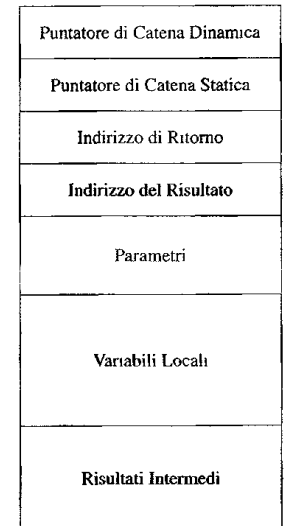 Puntatore di Catena Dinamica
Puntatore di Catena Statica
Indirizzo di Ritorno
Indirizzo del Risultato
Parametri
Variabili Locali
Risultati Intermedi